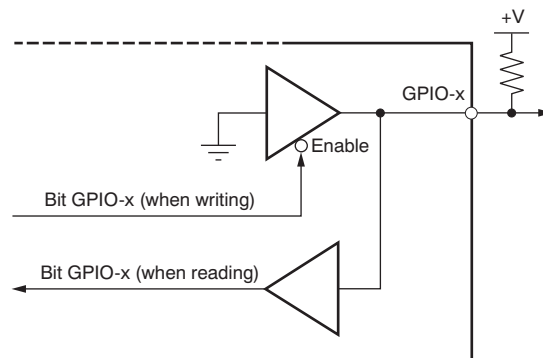 +V
GPIO-x
Enable
Bit GPIO-x (when writing)
Bit GPIO-x (when reading)